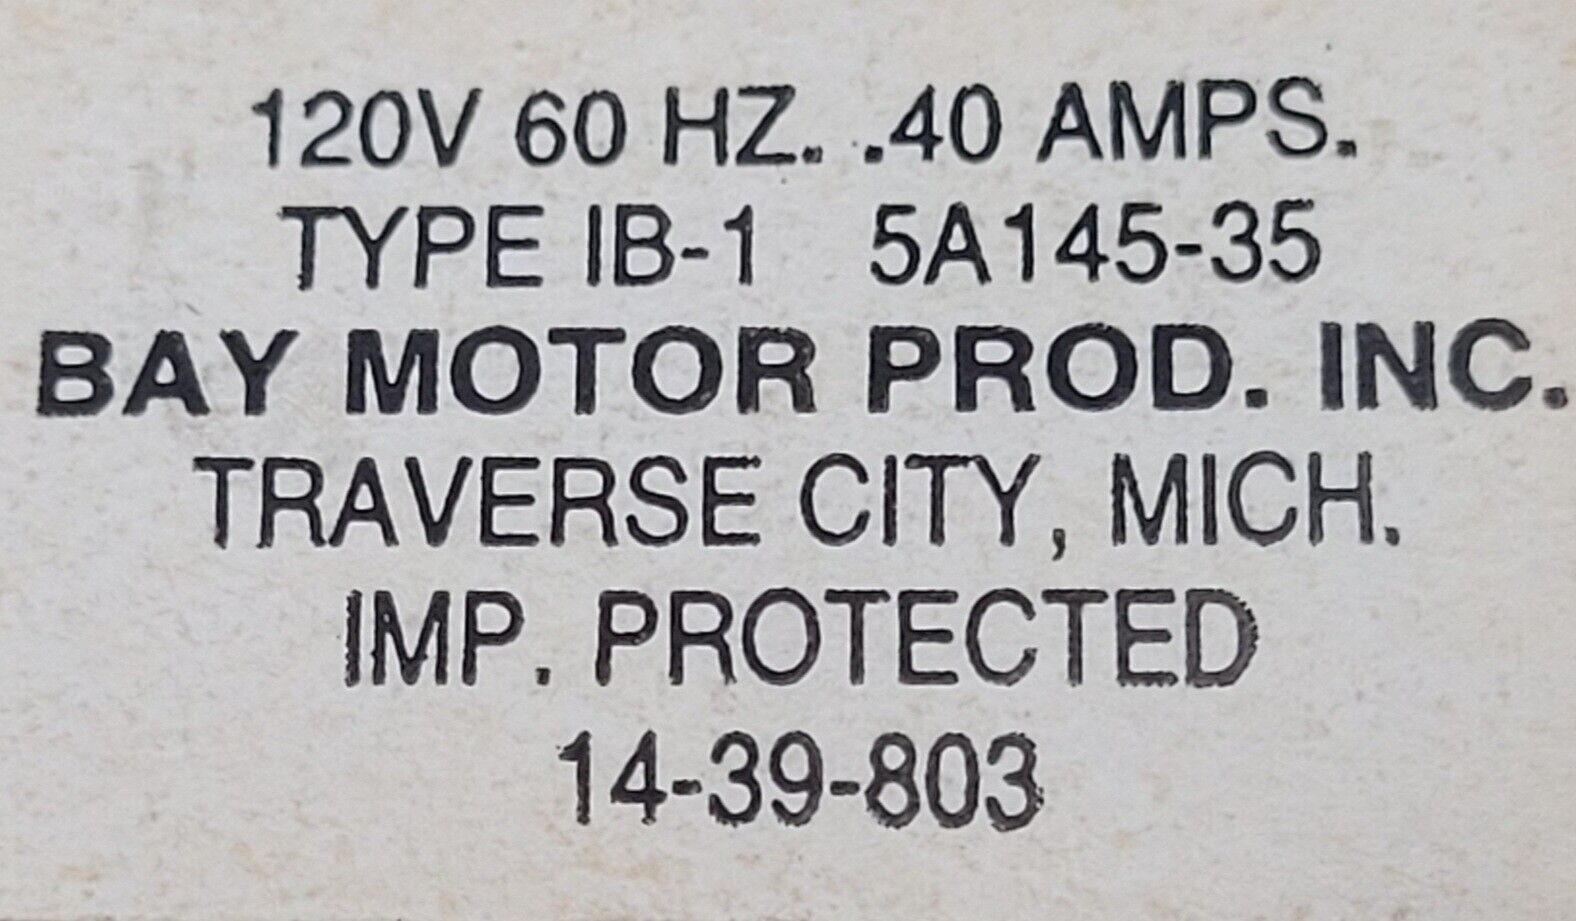 120V 60 HZ. .40 AMPS.
TYPE IB-1 5A145-35
BAY MOTOR PROD. INC.
TRAVERSE CITY, MICH.
IMP. PROTECTED
14-39-803